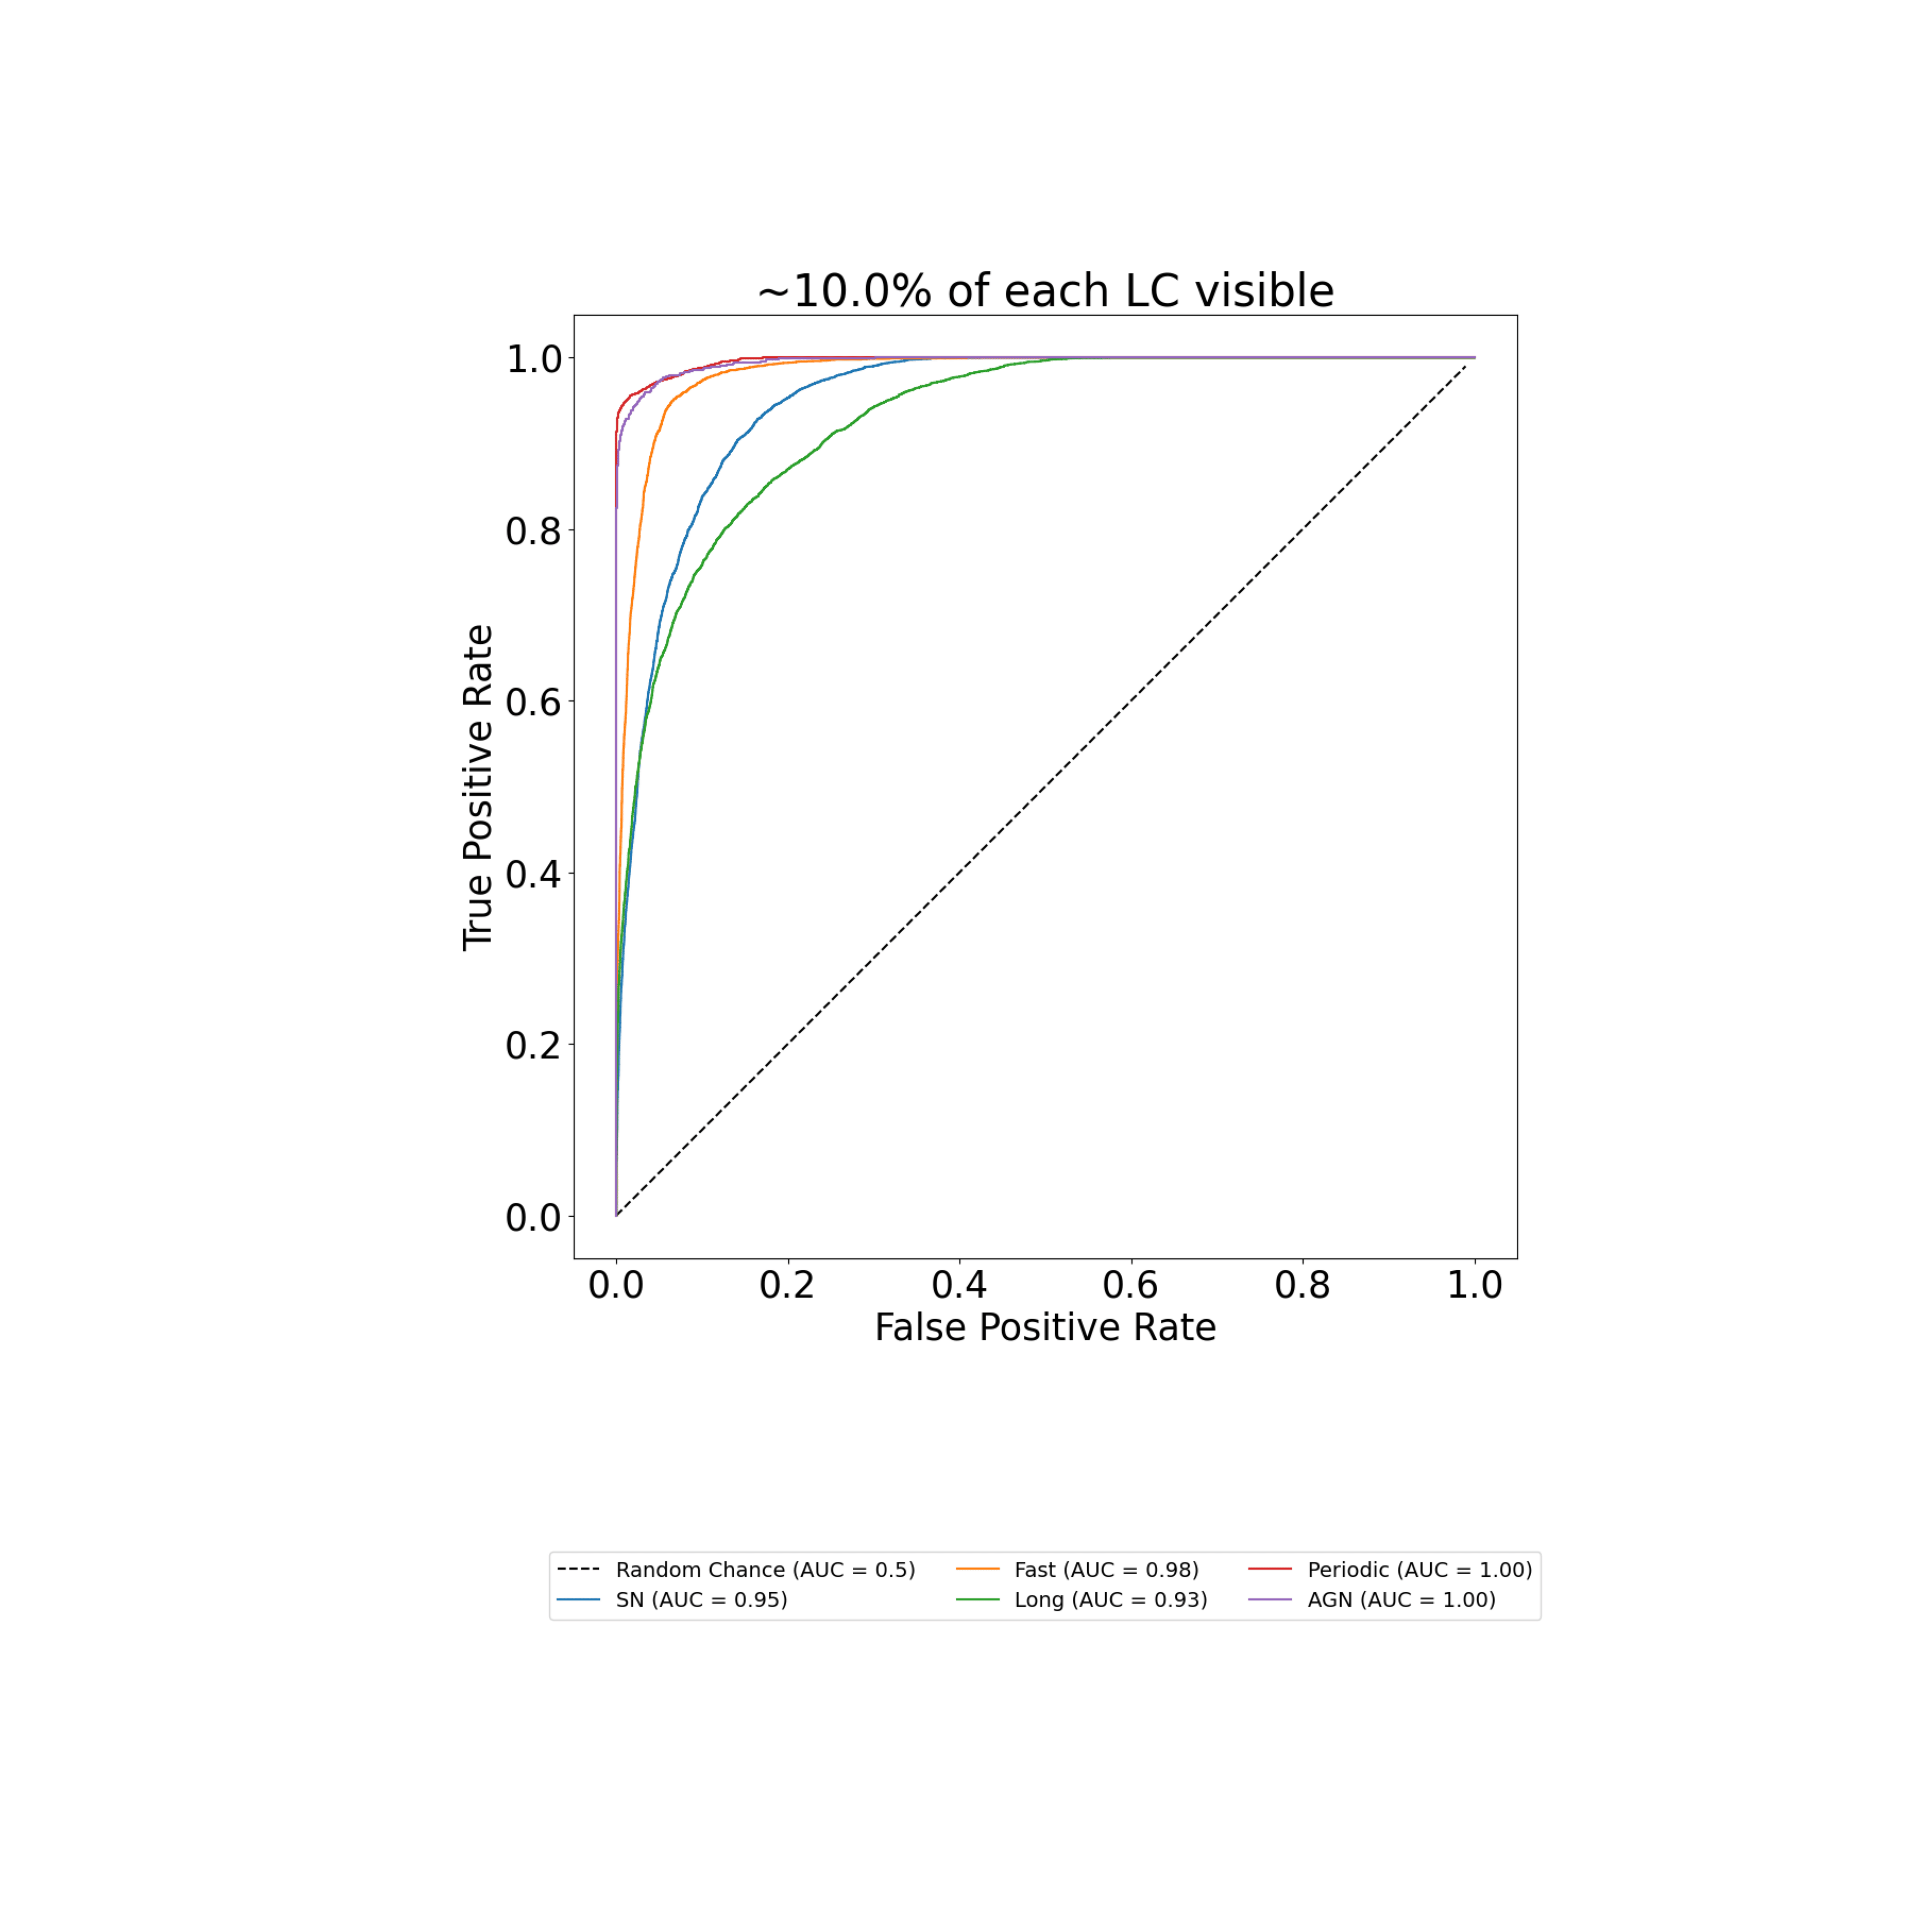 ~10.0% of each LC visible
True Positive Rate
1.0
0.8
0.6
0.4
0.2
0.0
0.0 0.2 0.4 0.6 0.8 1.0
False Positive Rate
Random Chance (AUC = 0.5)
SN (AUC = 0.95)
Fast (AUC = 0.98)
Long (AUC = 0.93)
Periodic (AUC = 1.00)
AGN (AUC = 1.00)